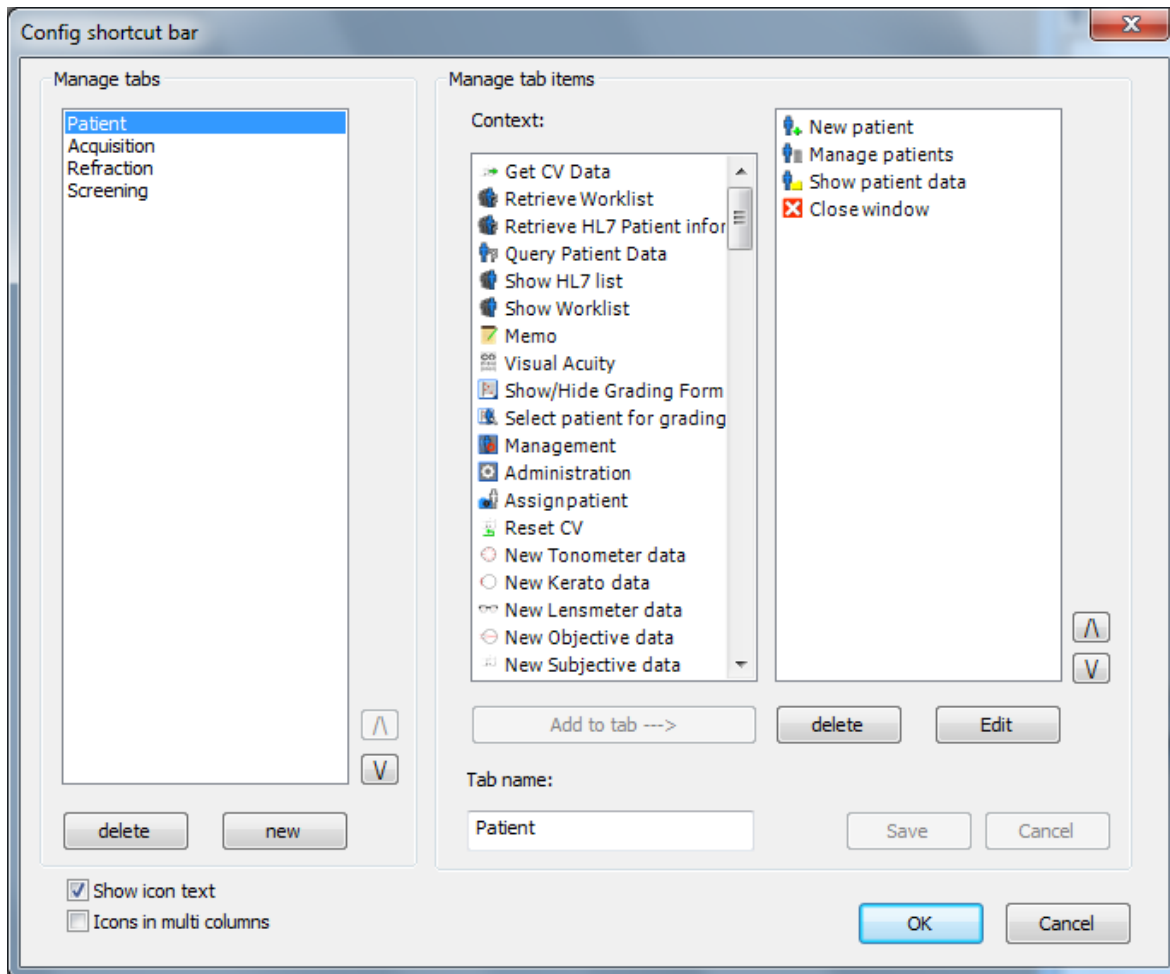 Config shortcut bar
Manage tabs
Patient
Acquisition
Refraction
Screening
/\
\/
delete
new
Manage tab items
Context:
Get CV Data
Retrieve Worklist
Retrieve HL7 Patient infor
Query Patient Data
Show HL7 list
Show Worklist
Memo
Visual Acuity
Show/Hide Grading Form
Select patient for grading
Management
Administration
Assign patient
Reset CV
New Tonometer data
New Kerato data
New Lensmeter data
New Objective data
New Subjective data
New patient
Manage patients
Show patient data
Close window
/\
\/
Add to tab --->
delete
Edit
Tab name:
Patient
Save
Cancel
Show icon text
Icons in multi columns
OK
Cancel